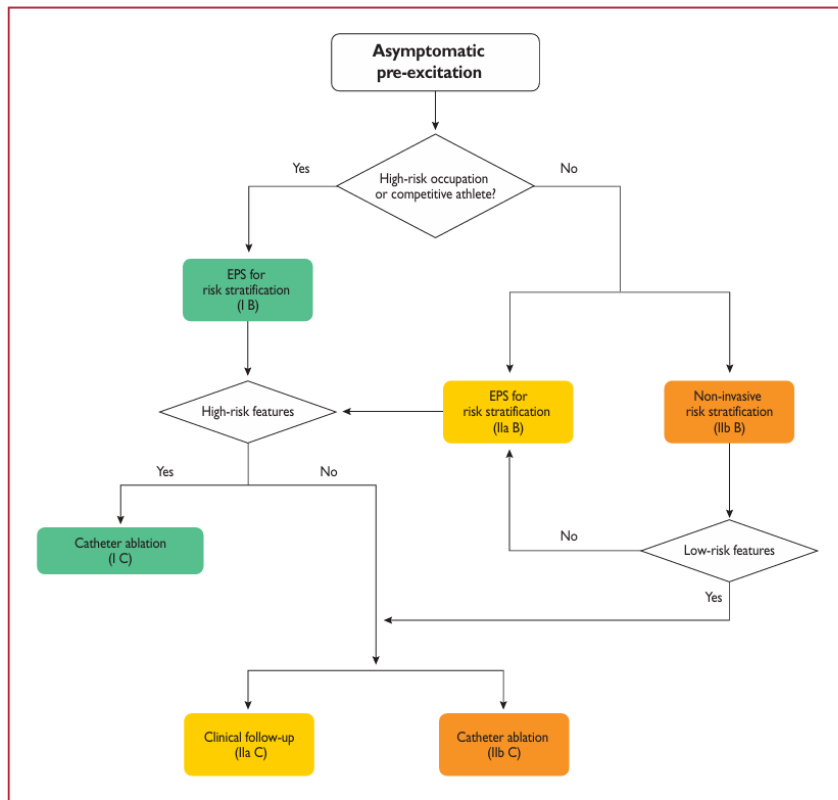 Asymptomatic
pre-excitation
Yes
High-risk occupation
or competitive athlete?
No
EPS for
risk stratification
(I B)
High-risk features
EPS for
risk stratification
(IIa B)
Non-invasive
risk stratification
(IIb B)
Yes
No
Catheter ablation
(I C)
No
Low-risk features
Yes
Clinical follow-up
(IIa C)
Catheter ablation
(IIb C)